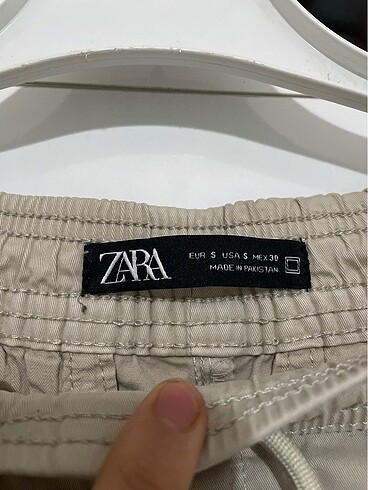 ZARA
EUR S USA S MEX 30
MADE IN PAKISTAN